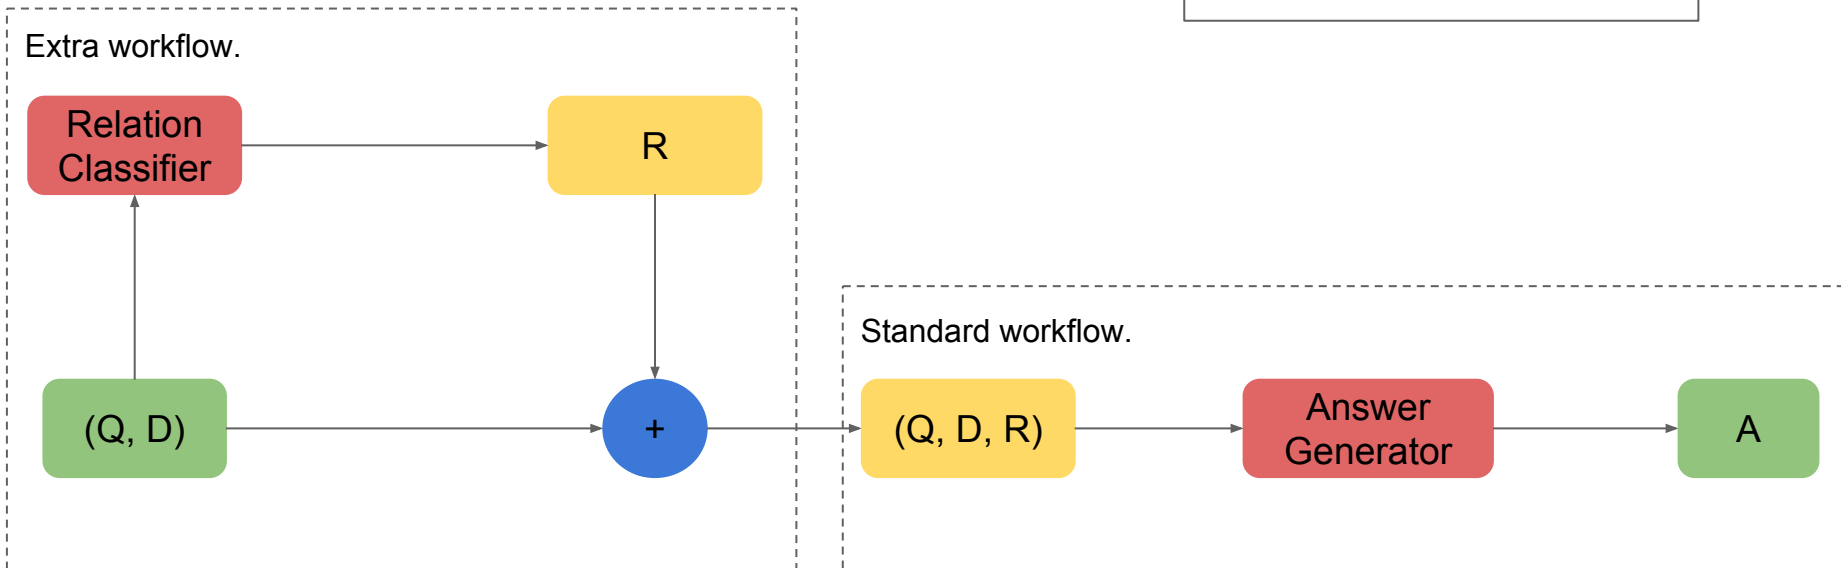 Extra workflow.
Relation
Classifier
R
Standard workflow.
(Q, D)
+
(Q, D, R)
Answer
Generator
A